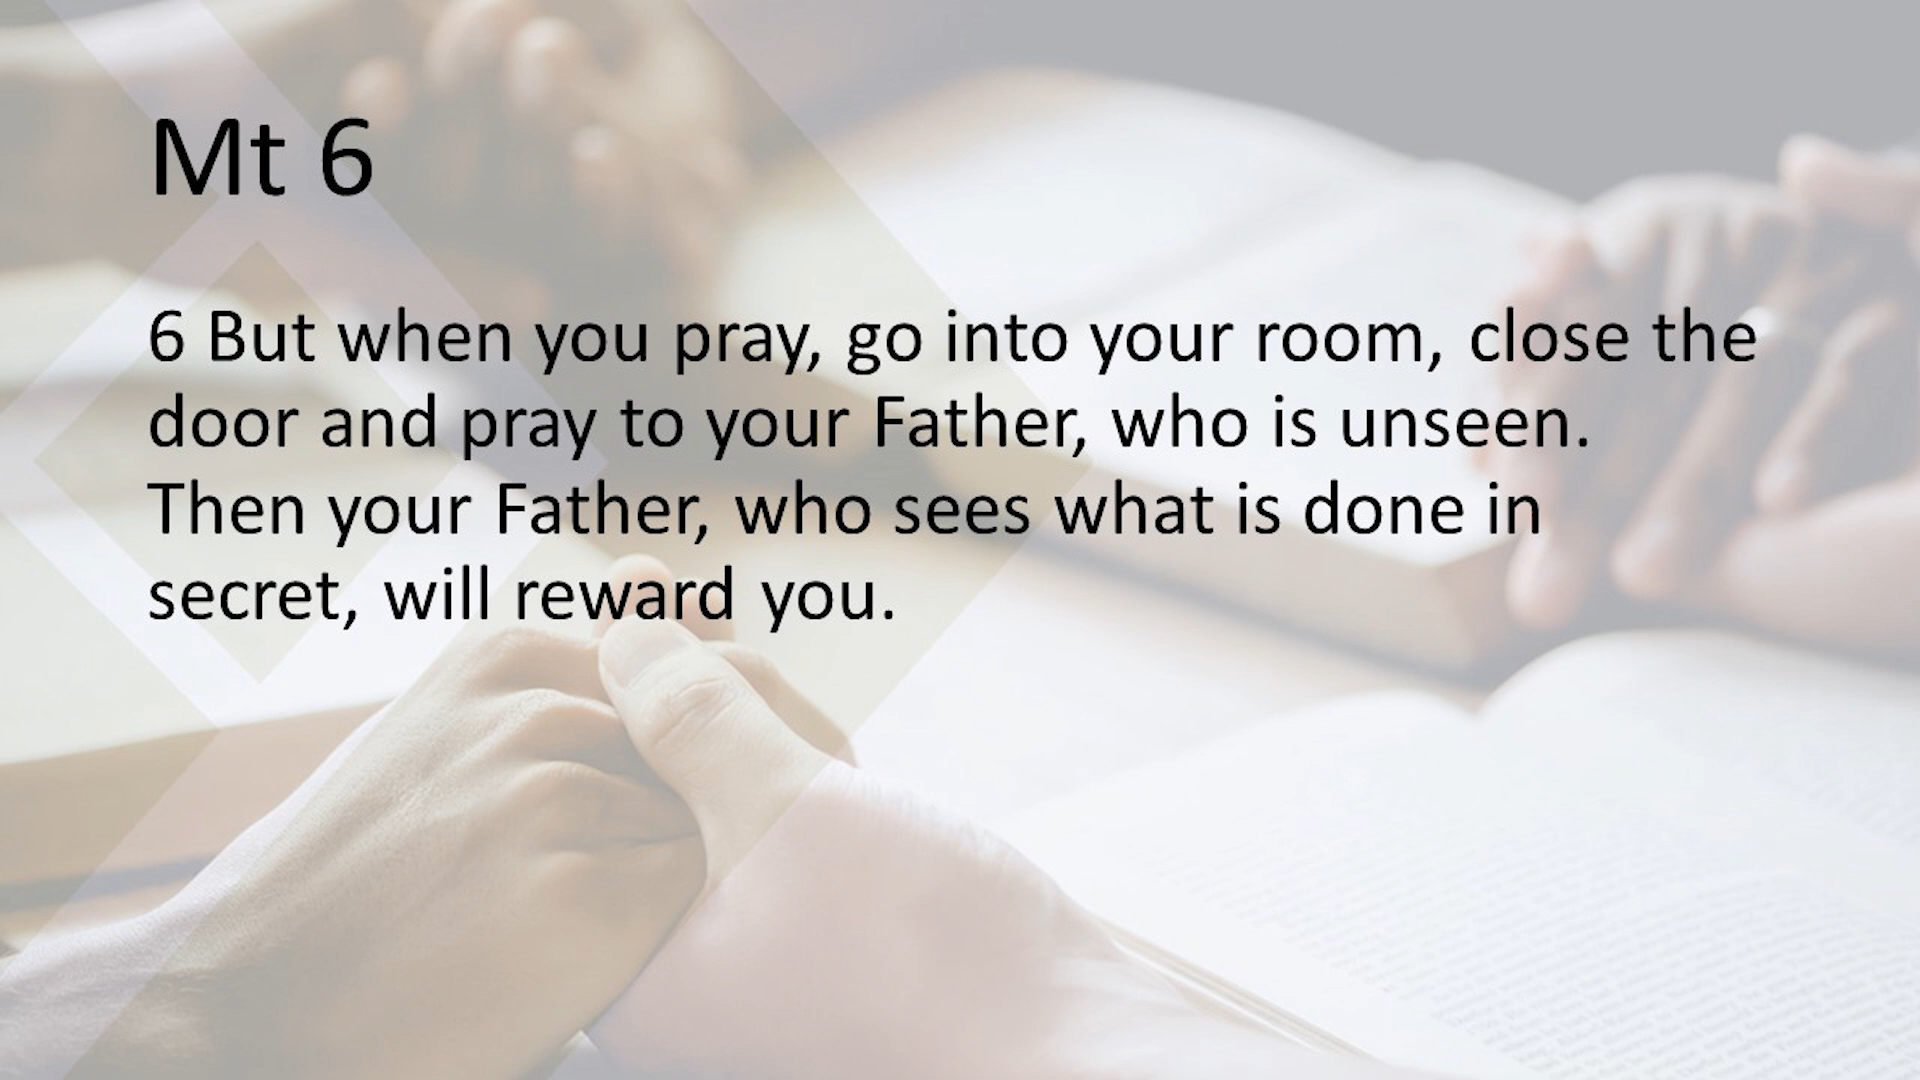 Mt 6
6 But when you pray, go into your room, close the
door and pray to your Father, who is unseen.
Then your Father, who sees what is done in
secret, will reward you.